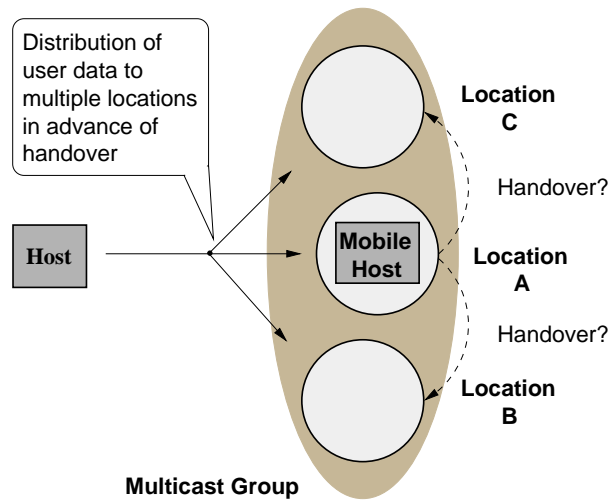 Distribution of
user data to
multiple locations
in advance of
handover
Location
C
Handover?
Host
Mobile
Host
Location
A
Handover?
Location
B
Multicast Group